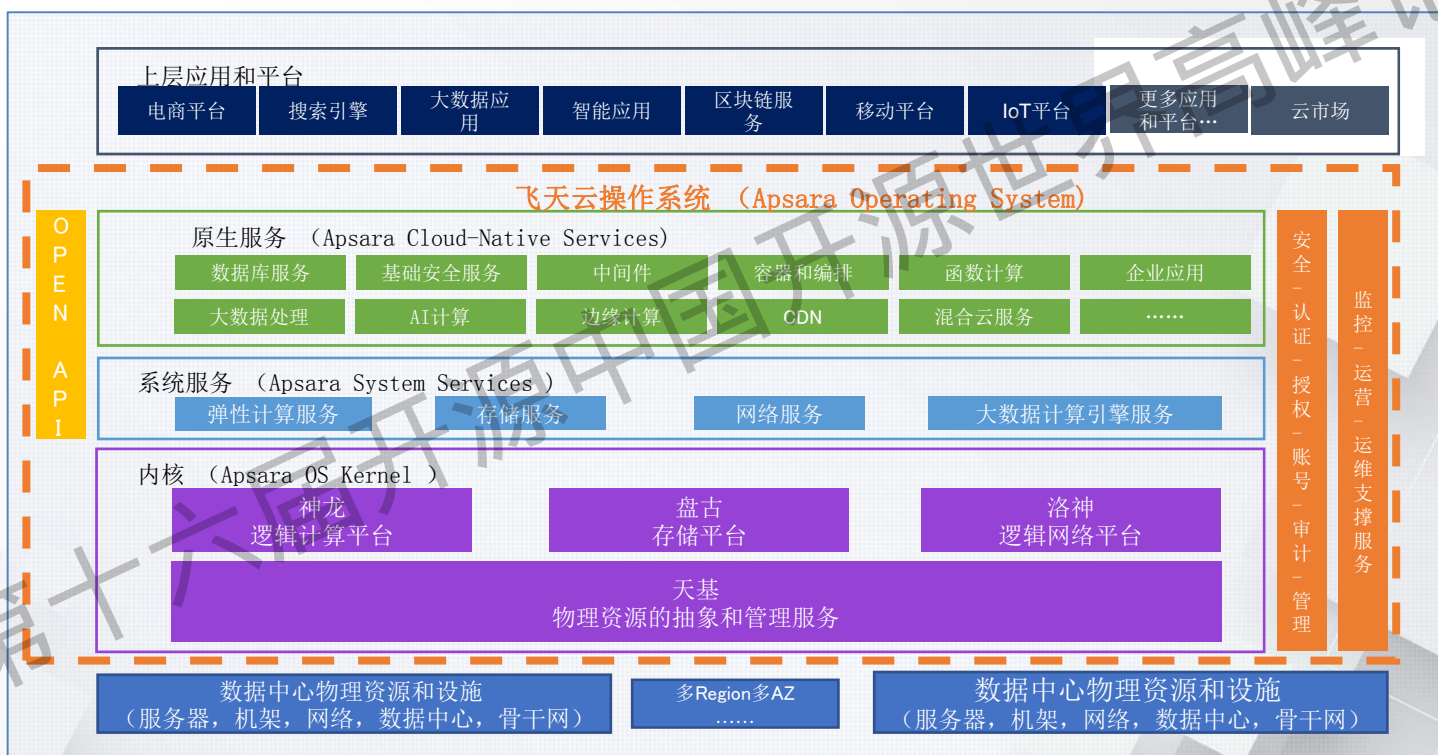 上层应用和平台
电商平台
搜索引擎
大数据应
用
智能应用
区块链服
务
移动平台
IoT平台
更多应用
和平台…
云市场
飞天云操作系统 （Apsara Operating System)
OPEN API
原生服务 （Apsara Cloud-Native Services)
数据库服务
基础安全服务
中间件
容器和编排
函数计算
企业应用
大数据处理
AI计算
边缘计算
CDN
混合云服务
……
系统服务 （Apsara System Services ）
弹性计算服务
存储服务
网络服务
大数据计算引擎服务
内核 （Apsara OS Kernel ）
神龙
逻辑计算平台
盘古
存储平台
洛神
逻辑网络平台
天基
物理资源的抽象和管理服务
安全-认证-授权-账号-审计-管理
监控-运营-运维支撑服务
数据中心物理资源和设施
（服务器，机架，网络，数据中心，骨干网）
多Region多AZ
……
数据中心物理资源和设施
（服务器，机架，网络，数据中心，骨干网）
第十六届开源中国开源世界高峰